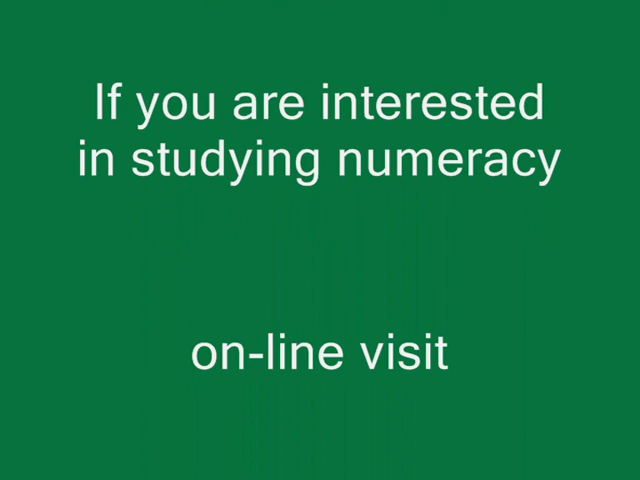 If you are interested
in studying numeracy
on-line visit